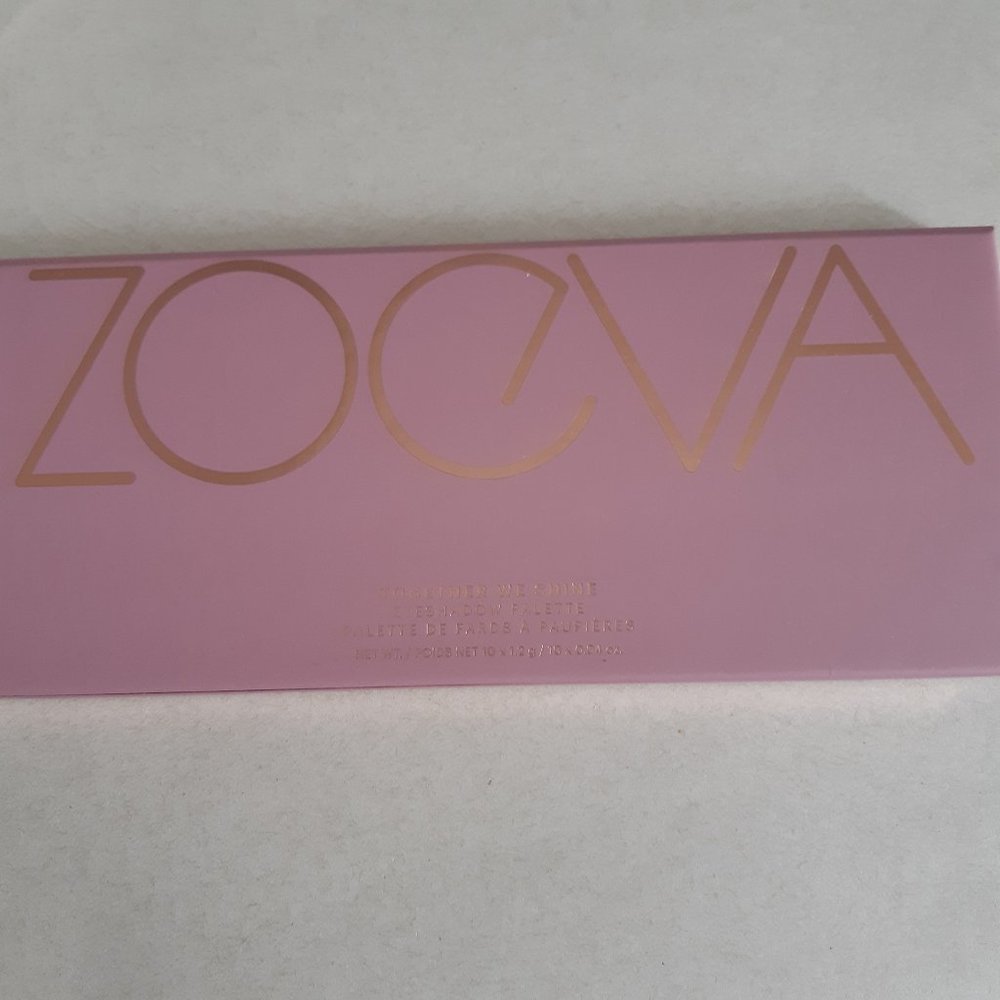 ZOEVA
TOGETHER WE SHINE
EYESHADOW PALETTE
PALETTE DE FARDS À PAUPIÈRES
NET WT. / POIDS NET 10 x 1.2 g / 10 x 0.04 oz.